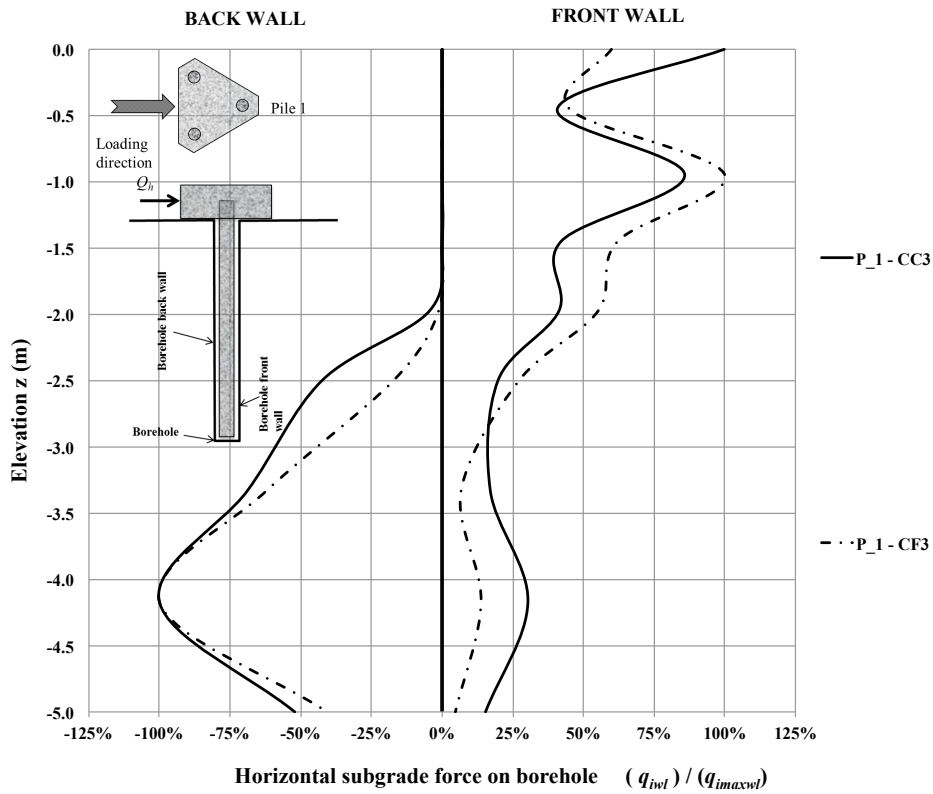 BACK WALL
FRONT WALL
0.0
-0.5
-1.0
-1.5
-2.0
-2.5
-3.0
-3.5
-4.0
-4.5
-5.0
Elevation z (m)
Pile 1
Loading
direction
Qh
Borehole back wall
Borehole front
wall
Borehole
P_1 - CC3
P_1 - CF3
-125% -100% -75% -50% -25% 0% 25% 50% 75% 100% 125%
Horizontal subgrade force on borehole ( qiwl ) / (qimaxwl)